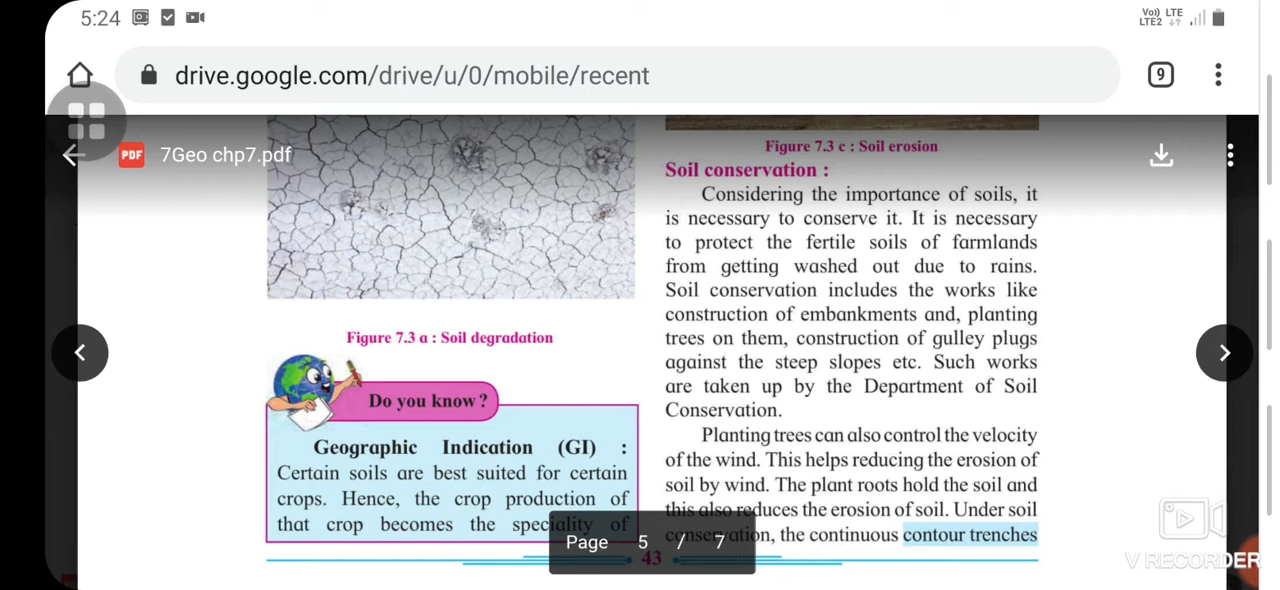 5:24
Vo)) LTE
LTE2
drive.google.com/drive/u/0/mobile/recent
9
PDF
7Geo chp7.pdf
Figure 7.3 a : Soil degradation
Do you know?
Geographic Indication (GI) :
Certain soils are best suited for certain
crops. Hence, the crop production of
that crop becomes the speciality of
Figure 7.3 c : Soil erosion
Soil conservation :
Considering the importance of soils, it
is necessary to conserve it. It is necessary
to protect the fertile soils of farmlands
from getting washed out due to rains.
Soil conservation includes the works like
construction of embankments and, planting
trees on them, construction of gulley plugs
against the steep slopes etc. Such works
are taken up by the Department of Soil
Conservation.
Planting trees can also control the velocity
of the wind. This helps reducing the erosion of
soil by wind. The plant roots hold the soil and
this also reduces the erosion of soil. Under soil
conservation, the continuous contour trenches
Page 5 / 7
43
V RECORDER